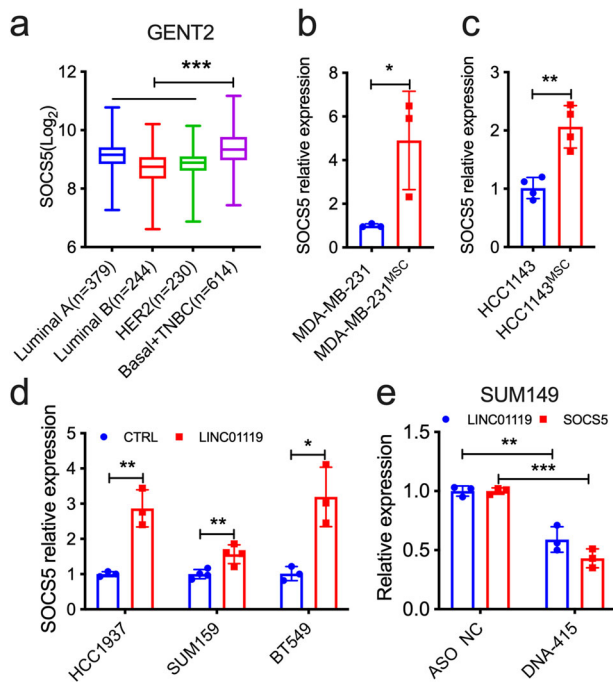 a
GENT2
***
SOCS5(Log₂)
12
10
8
6
Luminal A(n=379)
Luminal B(n=244)
HER2(n=230)
Basal+TNBC(n=614)
b
*
SOCS5 relative expression
8
6
4
2
0
MDA-MB-231
MDA-MB-231ᴹˢᶜ
c
**
SOCS5 relative expression
3
2
1
0
HCC1143
HCC1143ᴹˢᶜ
d
CTRL LINC01119
SOCS5 relative expression
5
4
3
2
1
0
**
**
*
HCC1937
SUM159
BT549
e
SUM149
LINC01119 SOCS5
**
***
Relative expression
1.5
1.0
0.5
0.0
ASO NC
DNA-415